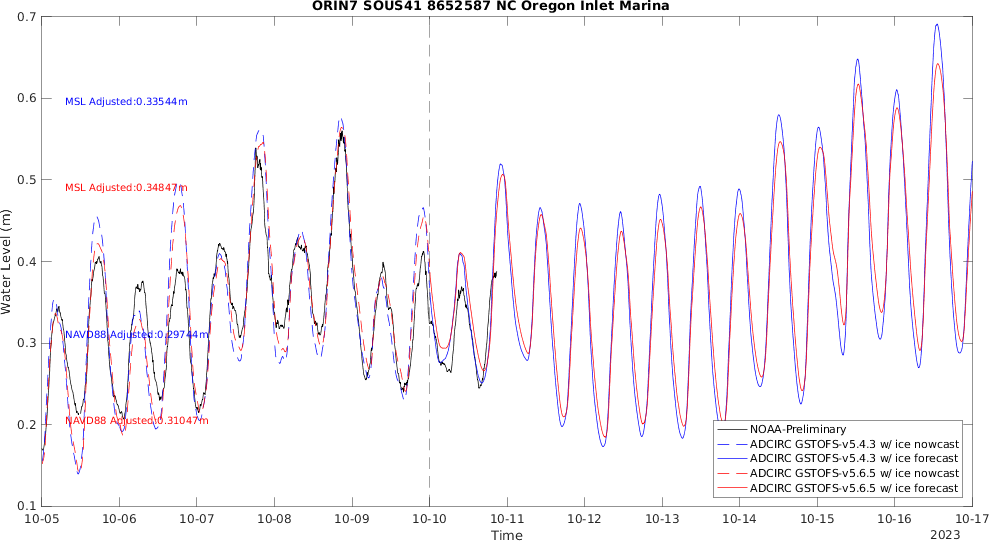 ORIN7 SOUS41 8652587 NC Oregon Inlet Marina
0.7
0.6
0.5
0.4
0.3
0.2
0.1
Water Level (m)
MSL Adjusted:0.33544m
MSL Adjusted:0.34847m
NAVD88 Adjusted:0.29744m
NAVD88 Adjusted:0.31047m
NOAA-Preliminary
ADCIRC GSTOFS-v5.4.3 w/ ice nowcast
ADCIRC GSTOFS-v5.4.3 w/ ice forecast
ADCIRC GSTOFS-v5.6.5 w/ ice nowcast
ADCIRC GSTOFS-v5.6.5 w/ ice forecast
10-05 10-06 10-07 10-08 10-09 10-10 10-11 10-12 10-13 10-14 10-15 10-16 10-17
Time
2023